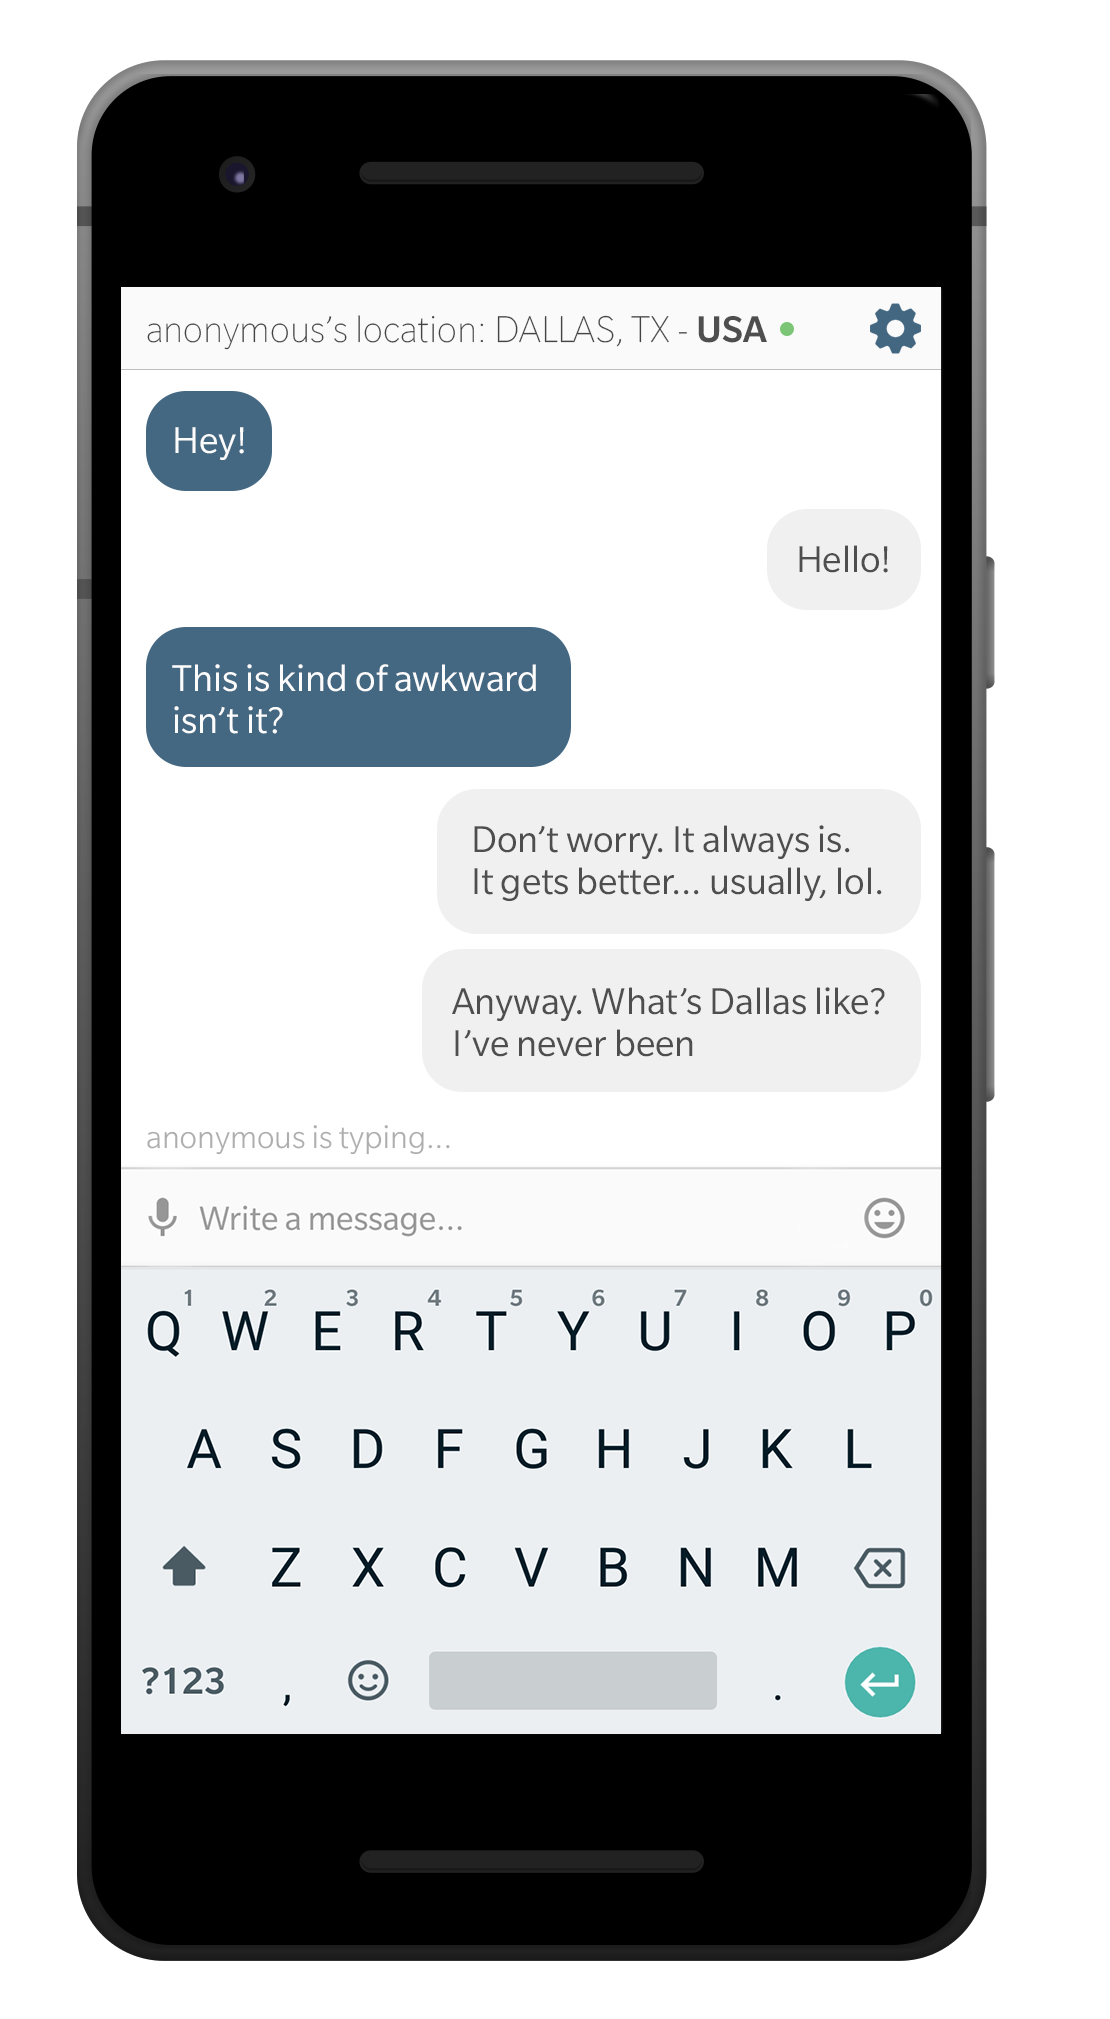 anonymous’s location: DALLAS, TX - USA
Hey!
Hello!
This is kind of awkward
isn’t it?
Don’t worry. It always is.
It gets better... usually, lol.
Anyway. What’s Dallas like?
I’ve never been
anonymous is typing...
Write a message...
1 2 3 4 5 6 7 8 9 0
Q W E R T Y U I O P
A S D F G H J K L
Z X C V B N M
?123 , .